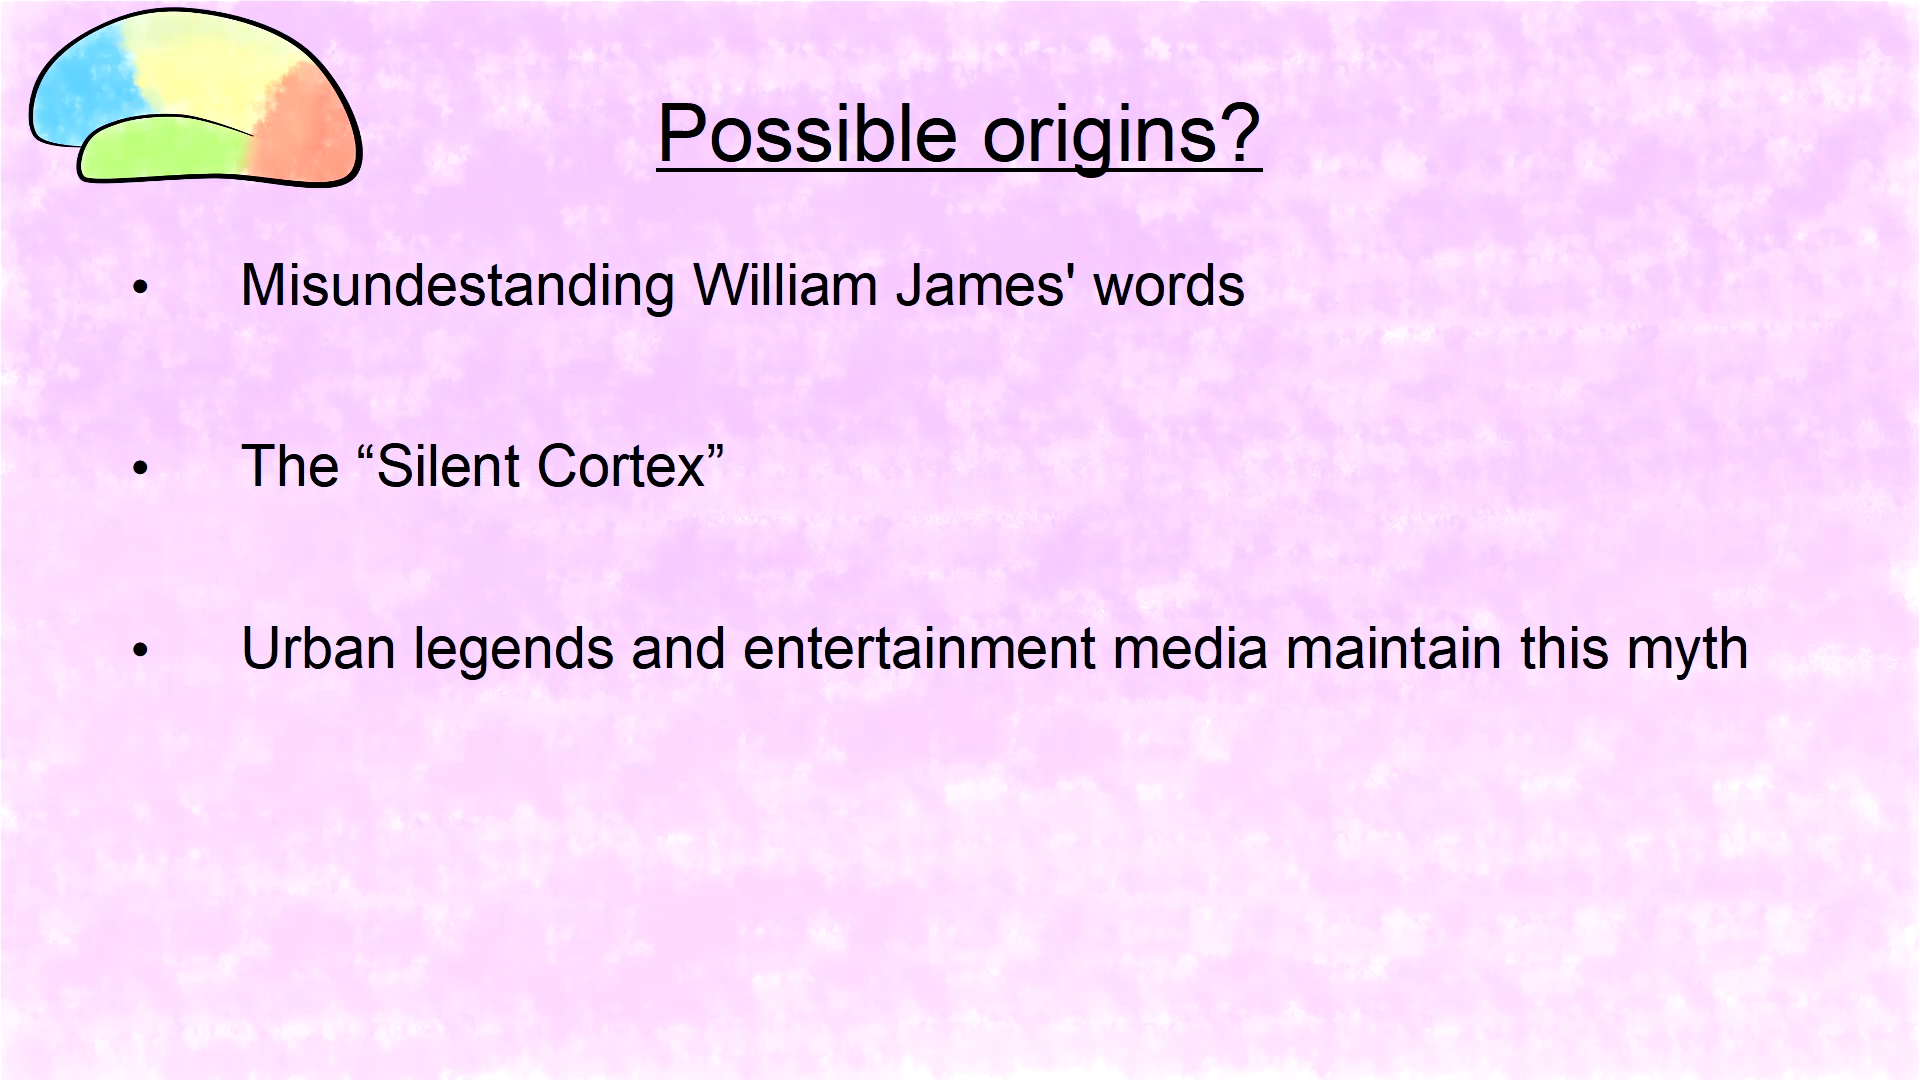 Possible origins?
• Misundestanding William James' words
• The “Silent Cortex”
• Urban legends and entertainment media maintain this myth